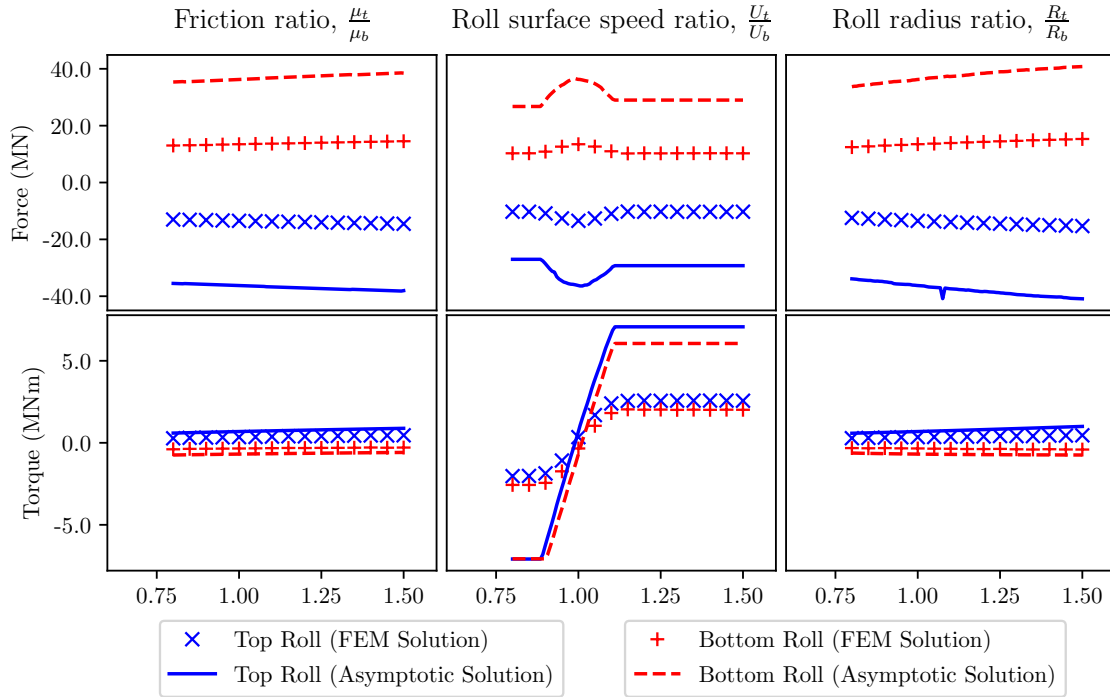 Friction ratio, μt/μb
Roll surface speed ratio, Ut/Ub
Roll radius ratio, Rt/Rb
Force (MN)
40.0
20.0
0.0
-20.0
-40.0
Torque (MNm)
5.0
0.0
-5.0
0.75 1.00 1.25 1.50
0.75 1.00 1.25 1.50
0.75 1.00 1.25 1.50
Top Roll (FEM Solution)
Top Roll (Asymptotic Solution)
Bottom Roll (FEM Solution)
Bottom Roll (Asymptotic Solution)